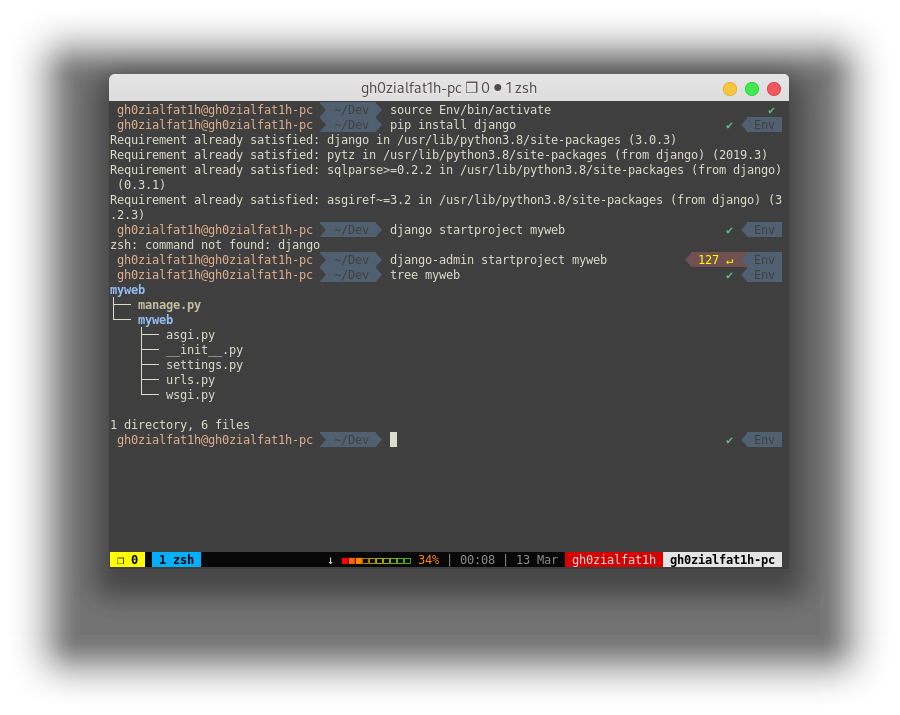 gh0zialfat1h-pc ❐ 0 ● 1 zsh
gh0zialfat1h@gh0zialfat1h-pc ~/Dev source Env/bin/activate ✔
gh0zialfat1h@gh0zialfat1h-pc ~/Dev pip install django ✔ Env
Requirement already satisfied: django in /usr/lib/python3.8/site-packages (3.0.3)
Requirement already satisfied: pytz in /usr/lib/python3.8/site-packages (from django) (2019.3)
Requirement already satisfied: sqlparse>=0.2.2 in /usr/lib/python3.8/site-packages (from django)
(0.3.1)
Requirement already satisfied: asgiref~=3.2 in /usr/lib/python3.8/site-packages (from django) (3
.2.3)
gh0zialfat1h@gh0zialfat1h-pc ~/Dev django startproject myweb ✔ Env
zsh: command not found: django
gh0zialfat1h@gh0zialfat1h-pc ~/Dev django-admin startproject myweb 127 ↵ Env
gh0zialfat1h@gh0zialfat1h-pc ~/Dev tree myweb ✔ Env
myweb
├── manage.py
└── myweb
    ├── asgi.py
    ├── __init__.py
    ├── settings.py
    ├── urls.py
    └── wsgi.py
1 directory, 6 files
gh0zialfat1h@gh0zialfat1h-pc ~/Dev ✔ Env
❐ 0 1 zsh ↓ 34% | 00:08 | 13 Mar gh0zialfat1h gh0zialfat1h-pc